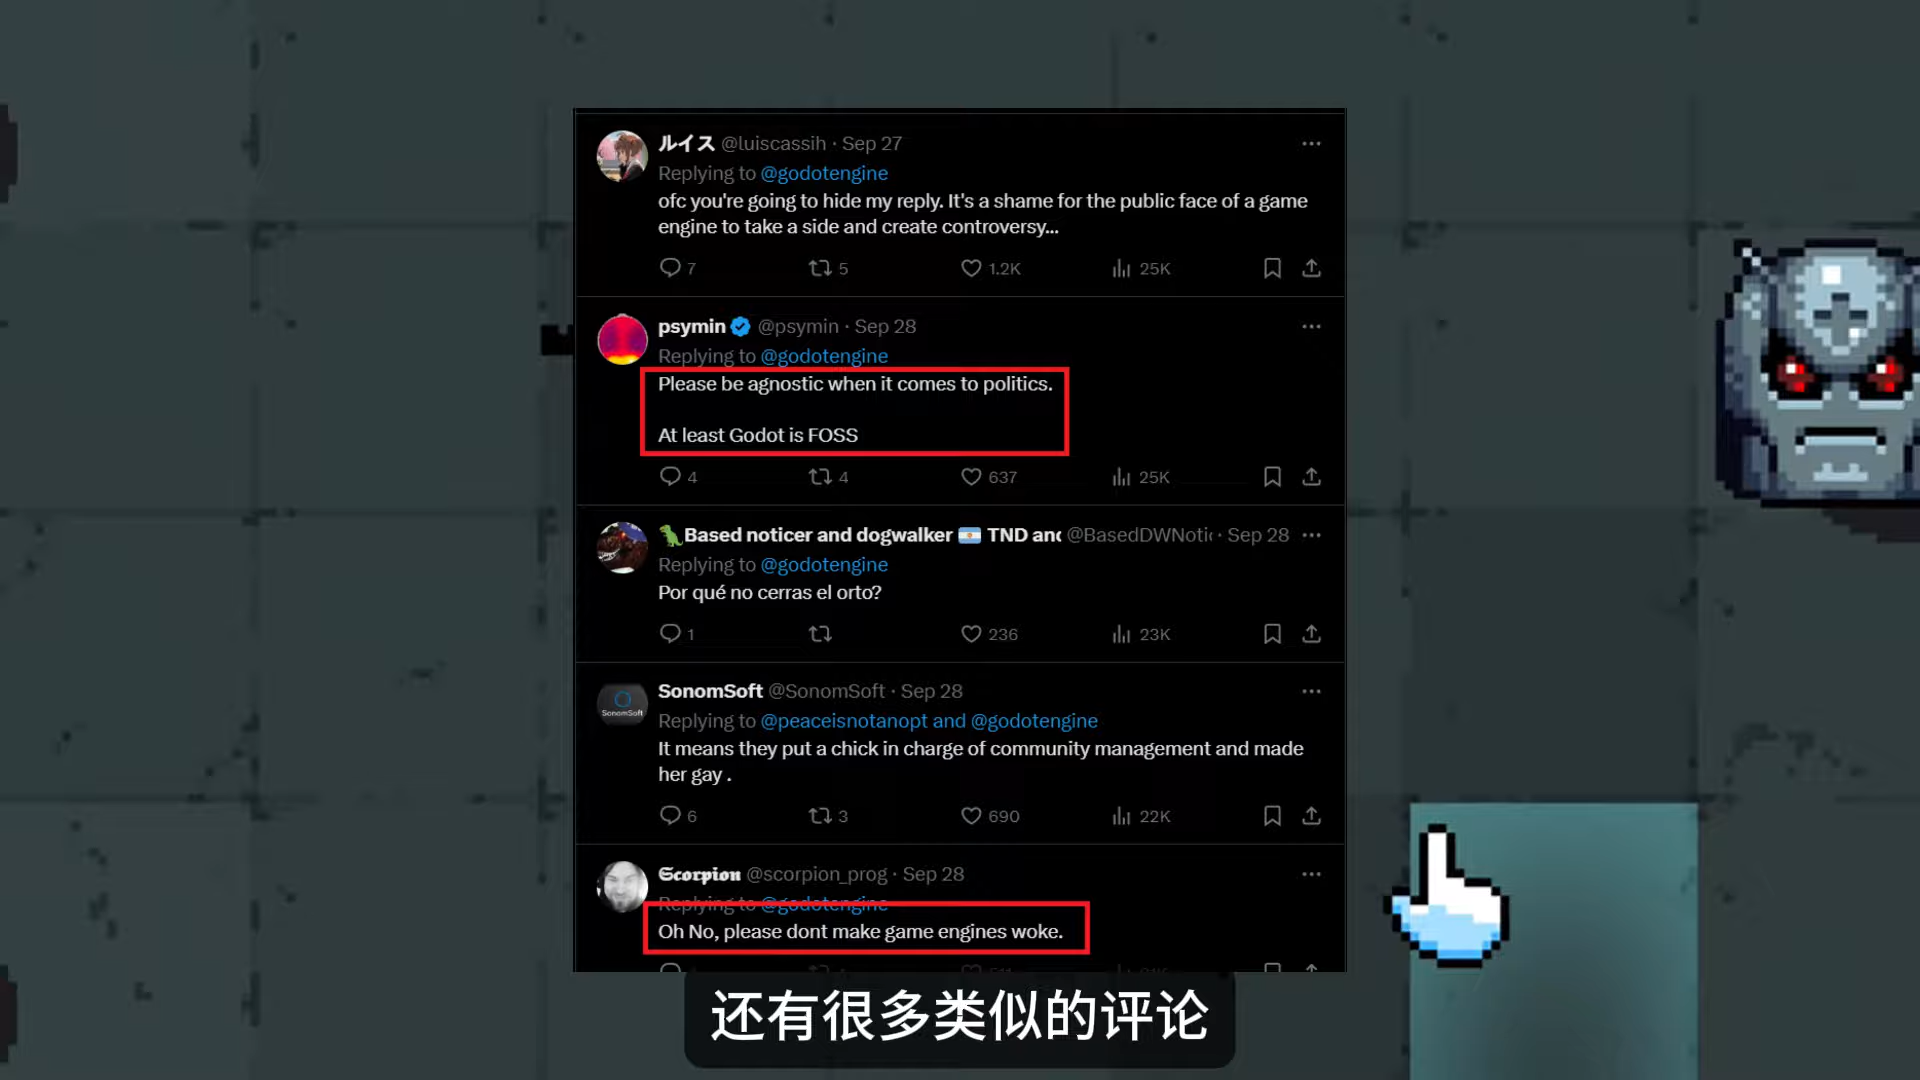 ルイス @luiscassih · Sep 27
Replying to @godotengine
ofc you're going to hide my reply. It's a shame for the public face of a game
engine to take a side and create controversy...
7 5 1.2K 25K
psymin @psymin · Sep 28
Replying to @godotengine
Please be agnostic when it comes to politics.
At least Godot is FOSS
4 4 637 25K
🦖Based noticer and dogwalker 🇦🇷 TND and @BasedDWNotic · Sep 28
Replying to @godotengine
Por qué no cerras el orto?
1 236 23K
SonomSoft
SonomSoft @SonomSoft · Sep 28
Replying to @peaceisnotanopt and @godotengine
It means they put a chick in charge of community management and made
her gay .
6 3 690 22K
𝕾𝖈𝖔𝖗𝖕𝖎𝖔𝖓 @scorpion_prog · Sep 28
Replying to @godotengine
Oh No, please dont make game engines woke.
还有很多类似的评论